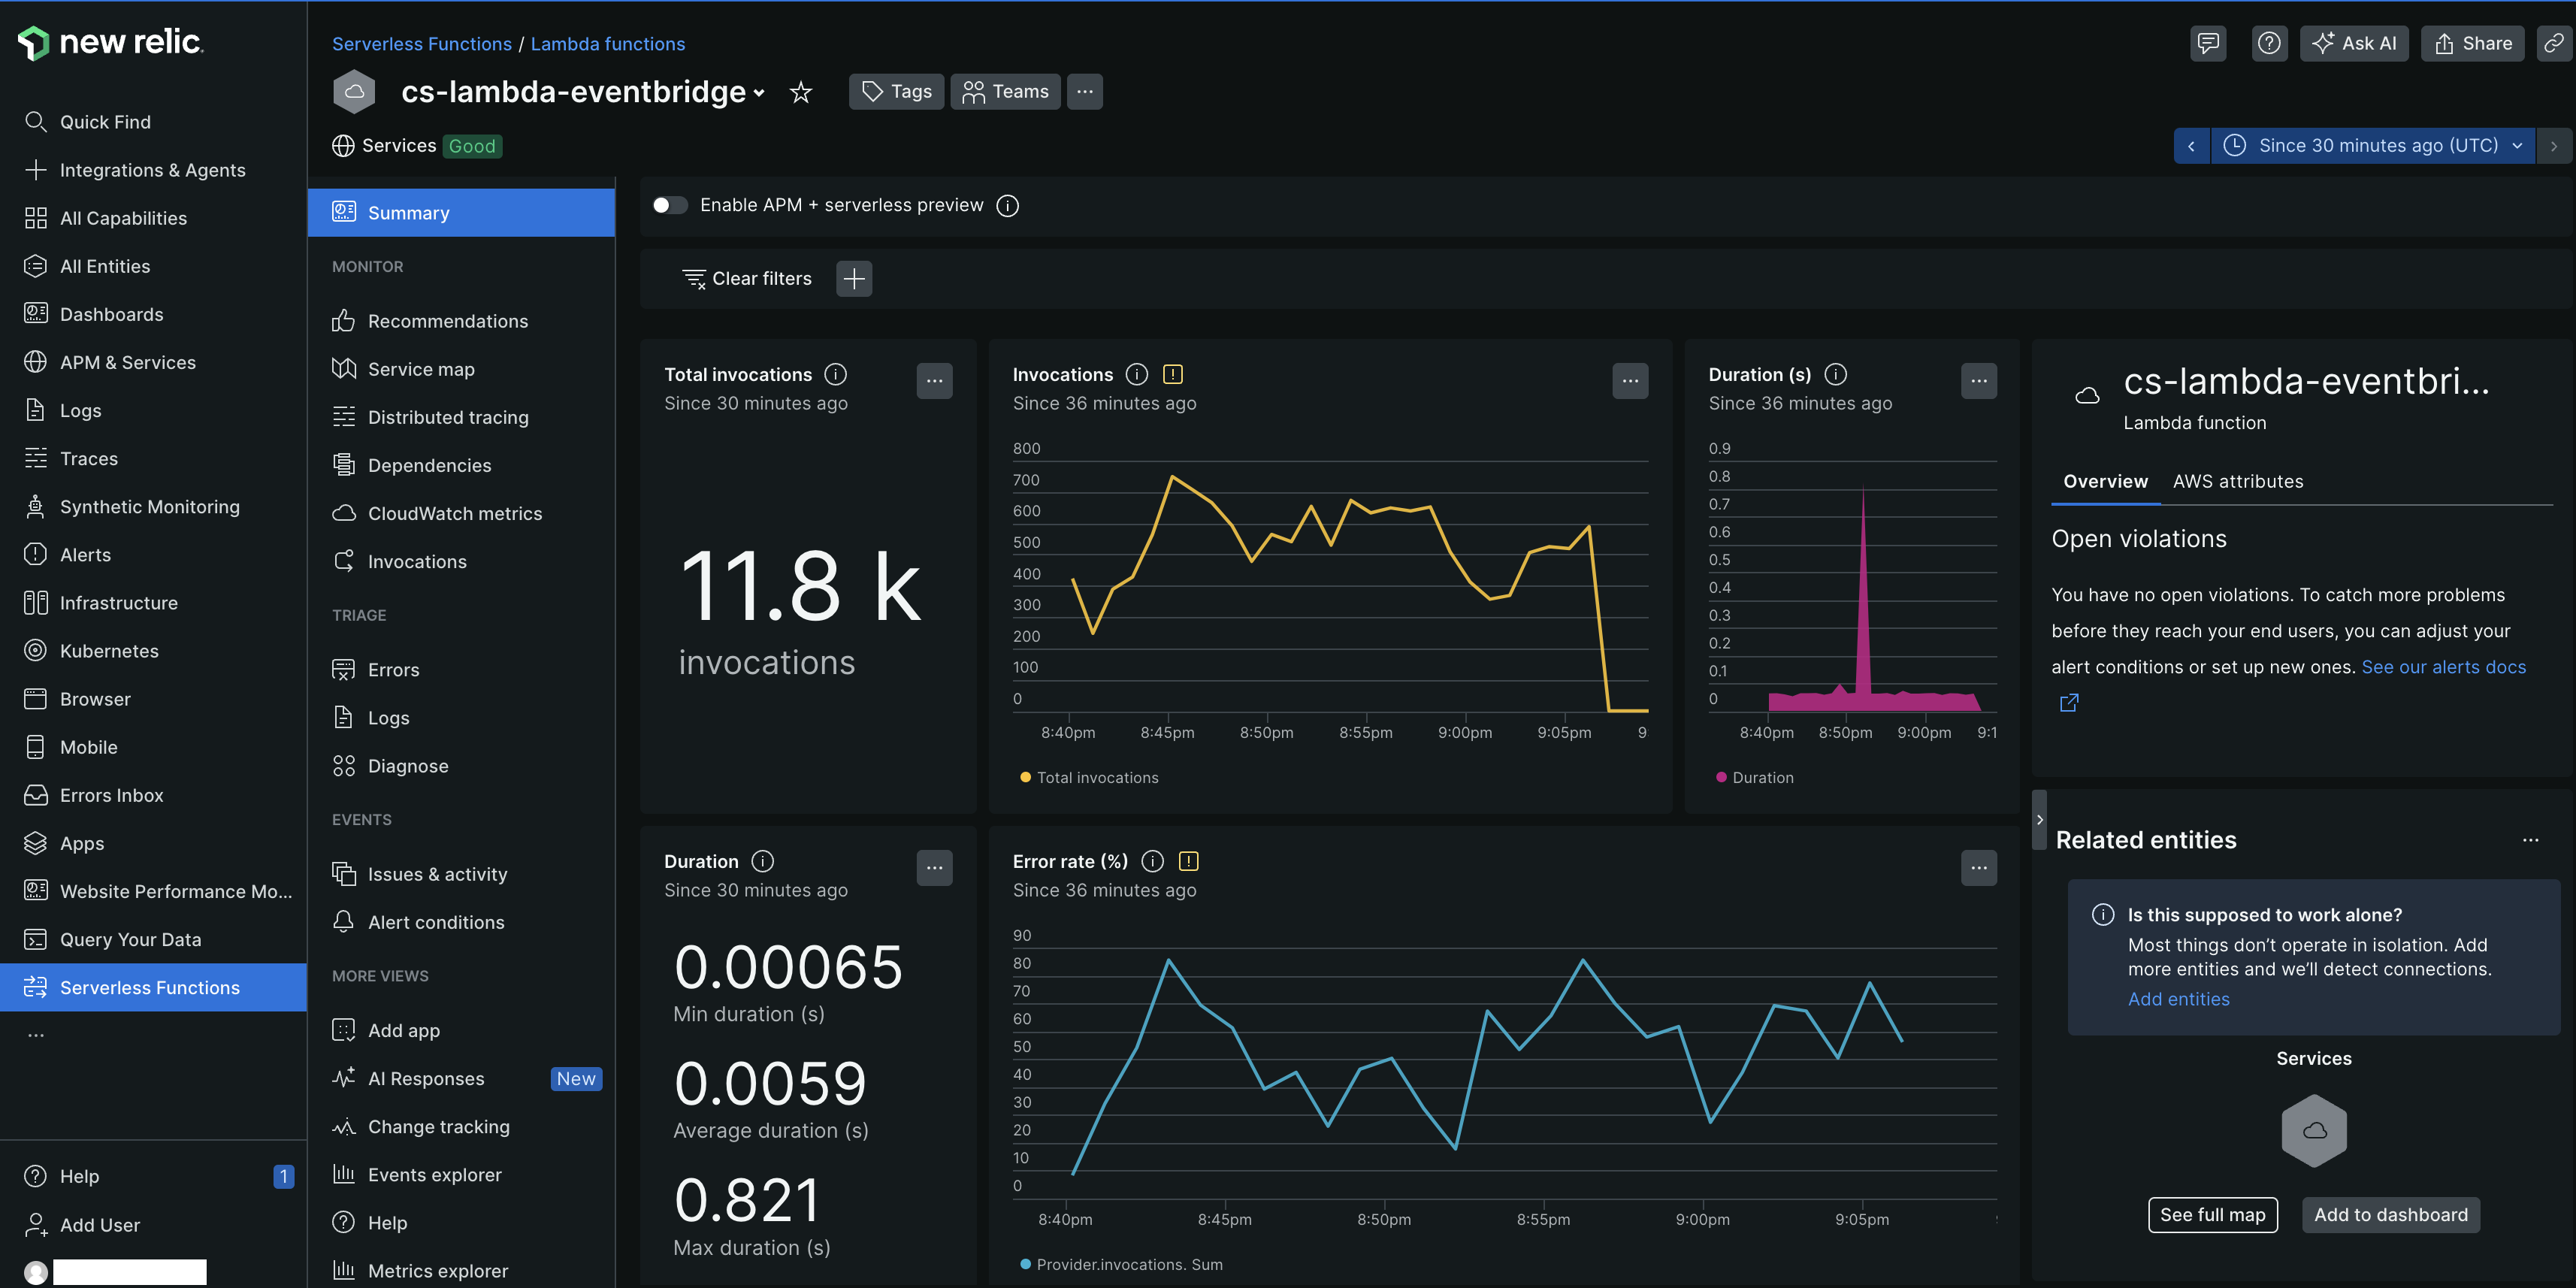 new relic.
Quick Find
Integrations & Agents
All Capabilities
All Entities
Dashboards
APM & Services
Logs
Traces
Synthetic Monitoring
Alerts
Infrastructure
Kubernetes
Browser
Mobile
Errors Inbox
Apps
Website Performance Mo...
Query Your Data
Serverless Functions
...
Help 1
Add User
Serverless Functions / Lambda functions
Ask AI
Share
cs-lambda-eventbridge
Tags
Teams
...
Services Good
Since 30 minutes ago (UTC)
Summary
MONITOR
Recommendations
Service map
Distributed tracing
Dependencies
CloudWatch metrics
Invocations
TRIAGE
Errors
Logs
Diagnose
EVENTS
Issues & activity
Alert conditions
MORE VIEWS
Add app
AI Responses New
Change tracking
Events explorer
Help
Metrics explorer
Enable APM + serverless preview
Clear filters
Total invocations
Since 30 minutes ago
11.8 k
invocations
Invocations
Since 36 minutes ago
800
700
600
500
400
300
200
100
0
8:40pm 8:45pm 8:50pm 8:55pm 9:00pm 9:05pm 9
Total invocations
Duration (s)
Since 36 minutes ago
0.9
0.8
0.7
0.6
0.5
0.4
0.3
0.2
0.1
0
8:40pm 8:50pm 9:00pm 9:1
Duration
Duration
Since 30 minutes ago
0.00065
Min duration (s)
0.0059
Average duration (s)
0.821
Max duration (s)
Error rate (%)
Since 36 minutes ago
90
80
70
60
50
40
30
20
10
0
8:40pm 8:45pm 8:50pm 8:55pm 9:00pm 9:05pm
Provider.invocations. Sum
cs-lambda-eventbri...
Lambda function
Overview AWS attributes
Open violations
You have no open violations. To catch more problems
before they reach your end users, you can adjust your
alert conditions or set up new ones. See our alerts docs
Related entities
...
Is this supposed to work alone?
Most things don't operate in isolation. Add
more entities and we'll detect connections.
Add entities
Services
See full map
Add to dashboard